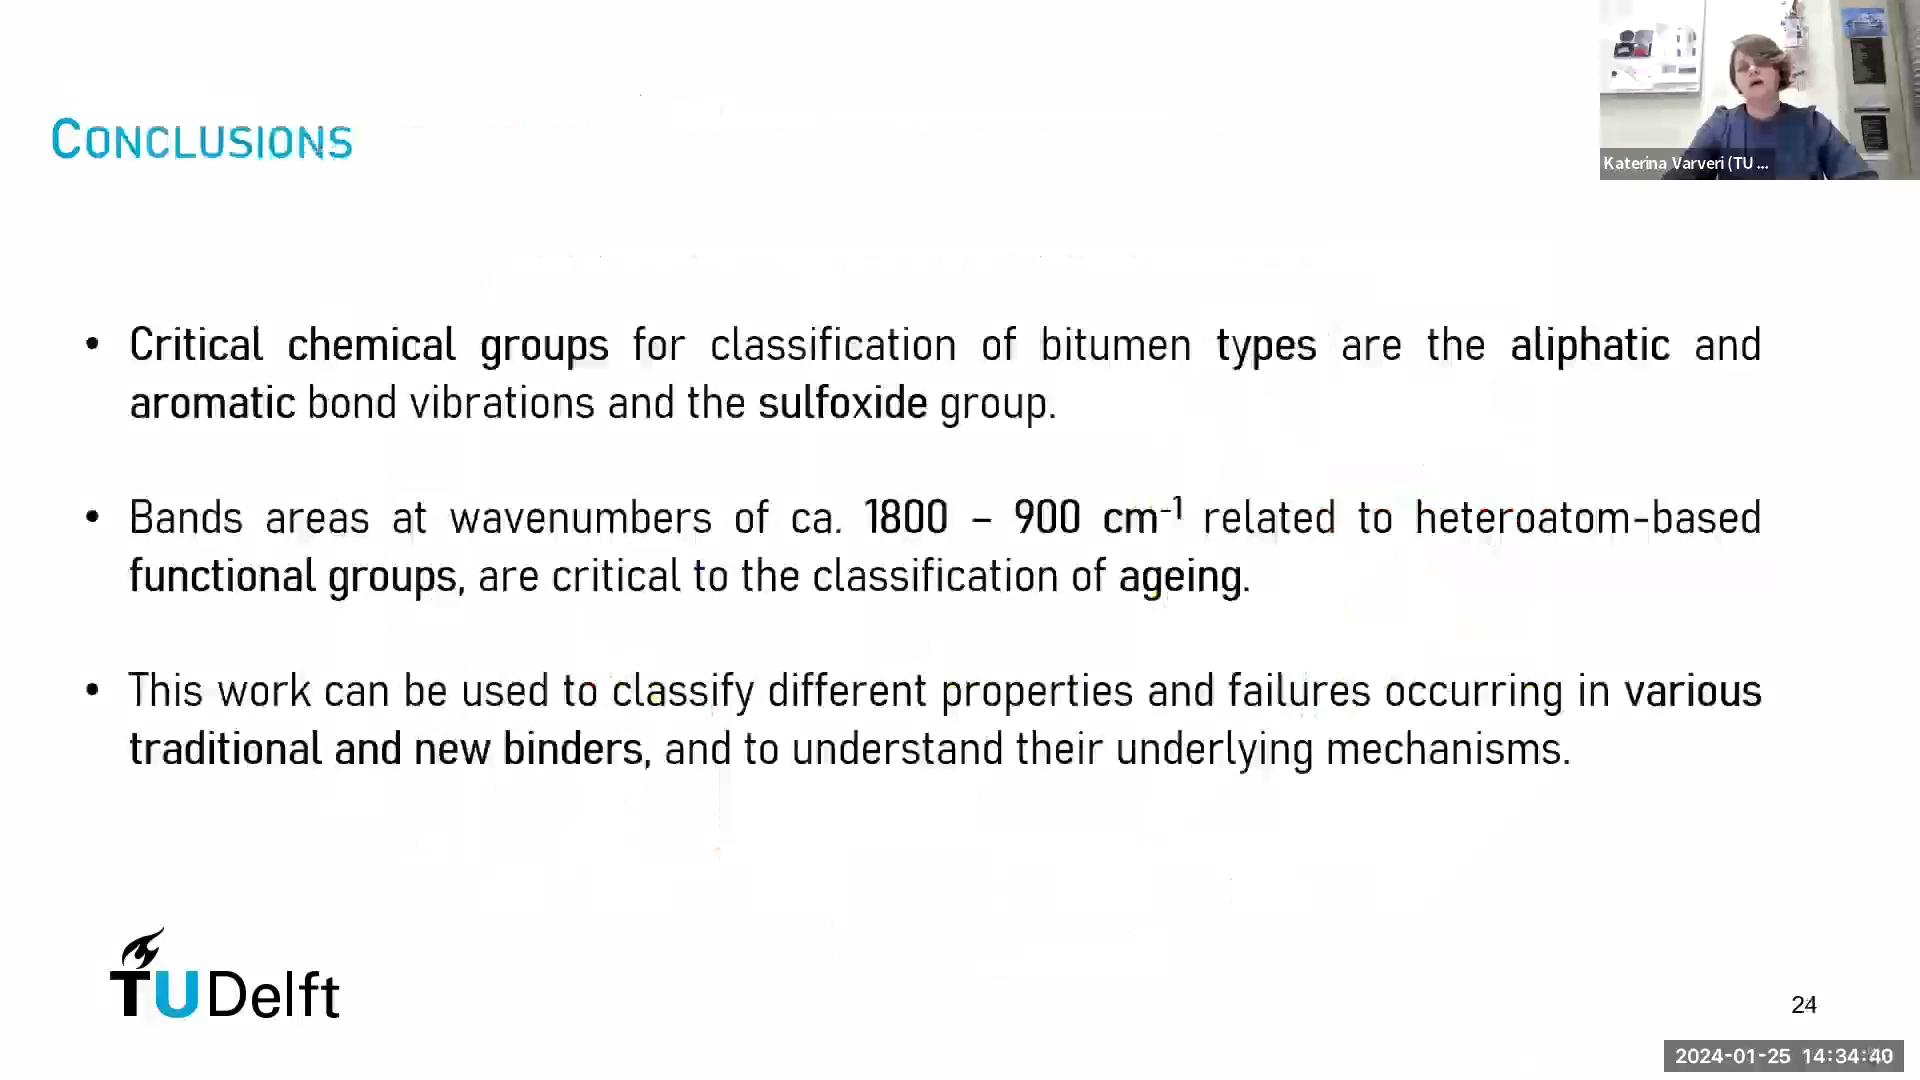 CONCLUSIONS
Katerina Varveri (TU ...
• Critical chemical groups for classification of bitumen types are the aliphatic and
aromatic bond vibrations and the sulfoxide group.
• Bands areas at wavenumbers of ca. 1800 – 900 cm⁻¹ related to heteroatom-based
functional groups, are critical to the classification of ageing.
• This work can be used to classify different properties and failures occurring in various
traditional and new binders, and to understand their underlying mechanisms.
TUDelft
24
2024-01-25 14:34:40